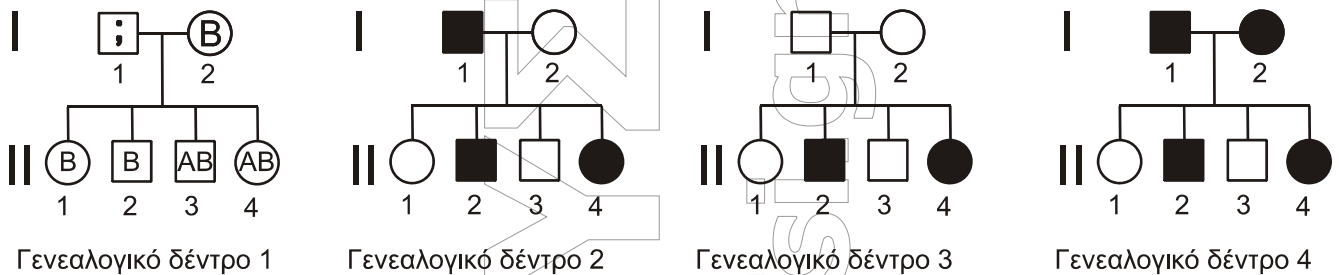 I ; B I I I
1 2 1 2 1 2 1 2
II B B AB AB II II II
1 2 3 4 1 2 3 4 1 2 3 4 1 2 3 4
Γενεαλογικό δέντρο 1 Γενεαλογικό δέντρο 2 Γενεαλογικό δέντρο 3 Γενεαλογικό δέντρο 4